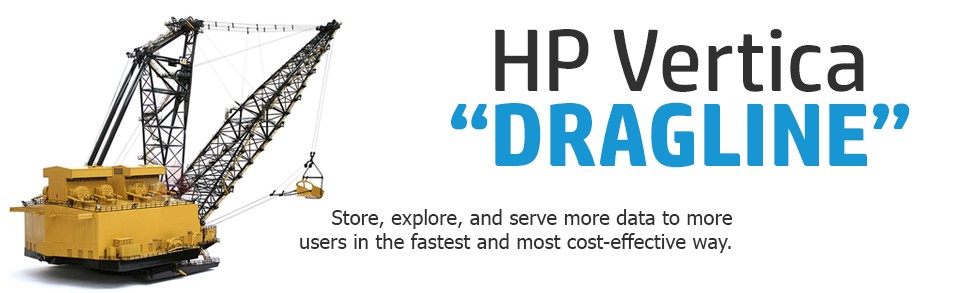 HP Vertica
“DRAGLINE”
Store, explore, and serve more data to more
users in the fastest and most cost-effective way.